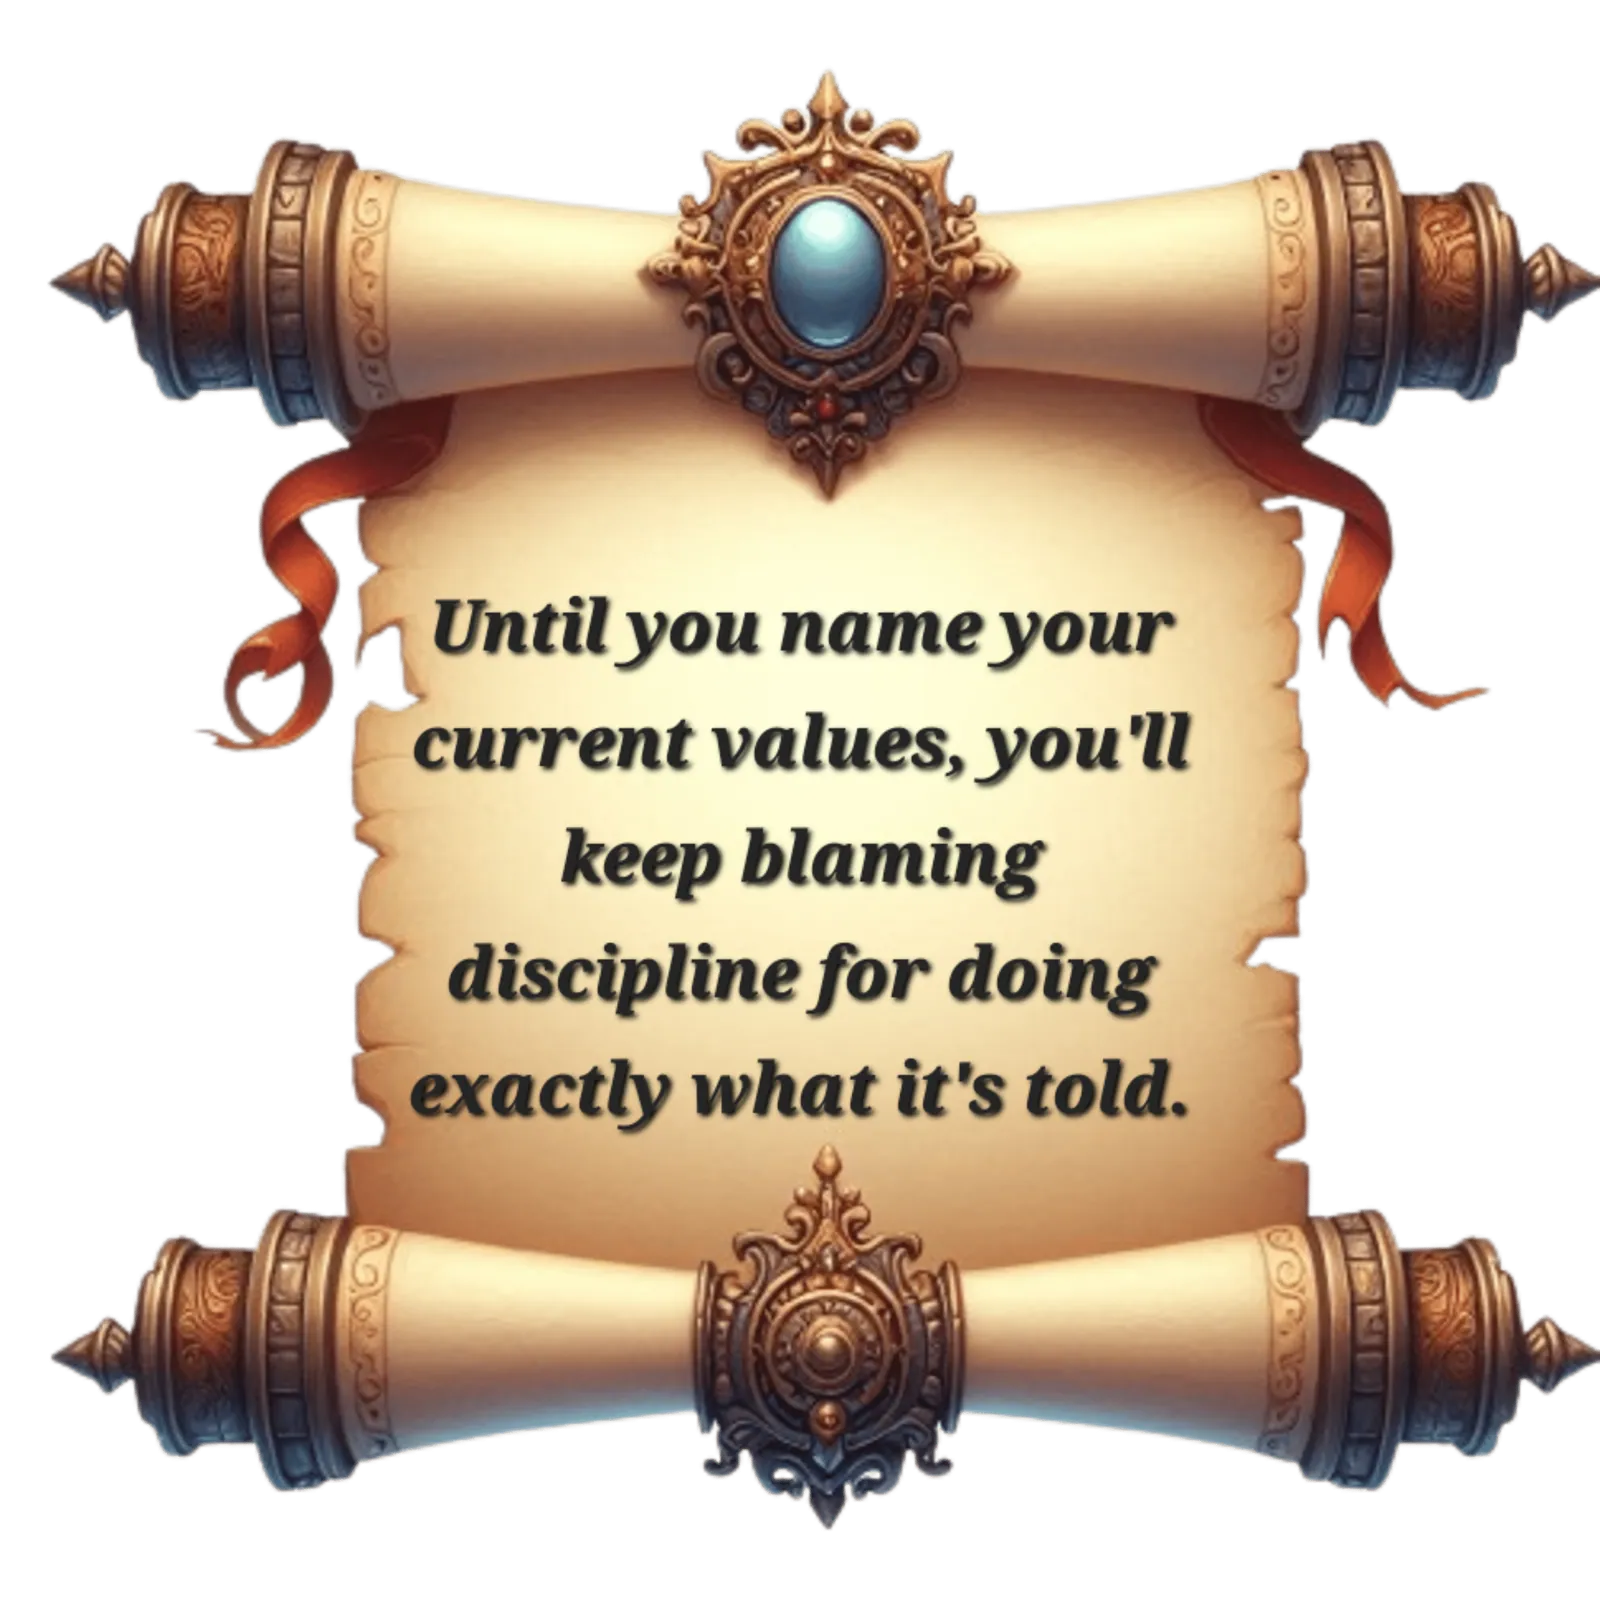 Until you name your
current values, you'll
keep blaming
discipline for doing
exactly what it's told.